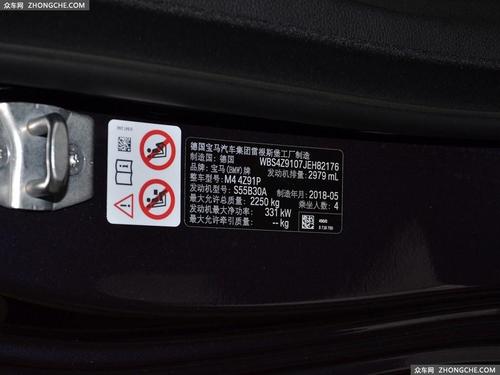 众车网 | ZHONGCHE.COM
德国宝马汽车集团雷根斯堡工厂制造
制造国: 德国 WBS4Z9107JEH82176
品牌: 宝马(BMW)牌 发动机排量: 2979 mL
整车型号: M4 4Z91P
发动机型号: S55B30A 制造年月: 2018-05
最大允许总质量: 2250 kg 乘坐人数: 4
发动机最大净功率: 331 kW
最大允许牵引质量: -- kg
众车网 | ZHONGCHE.COM